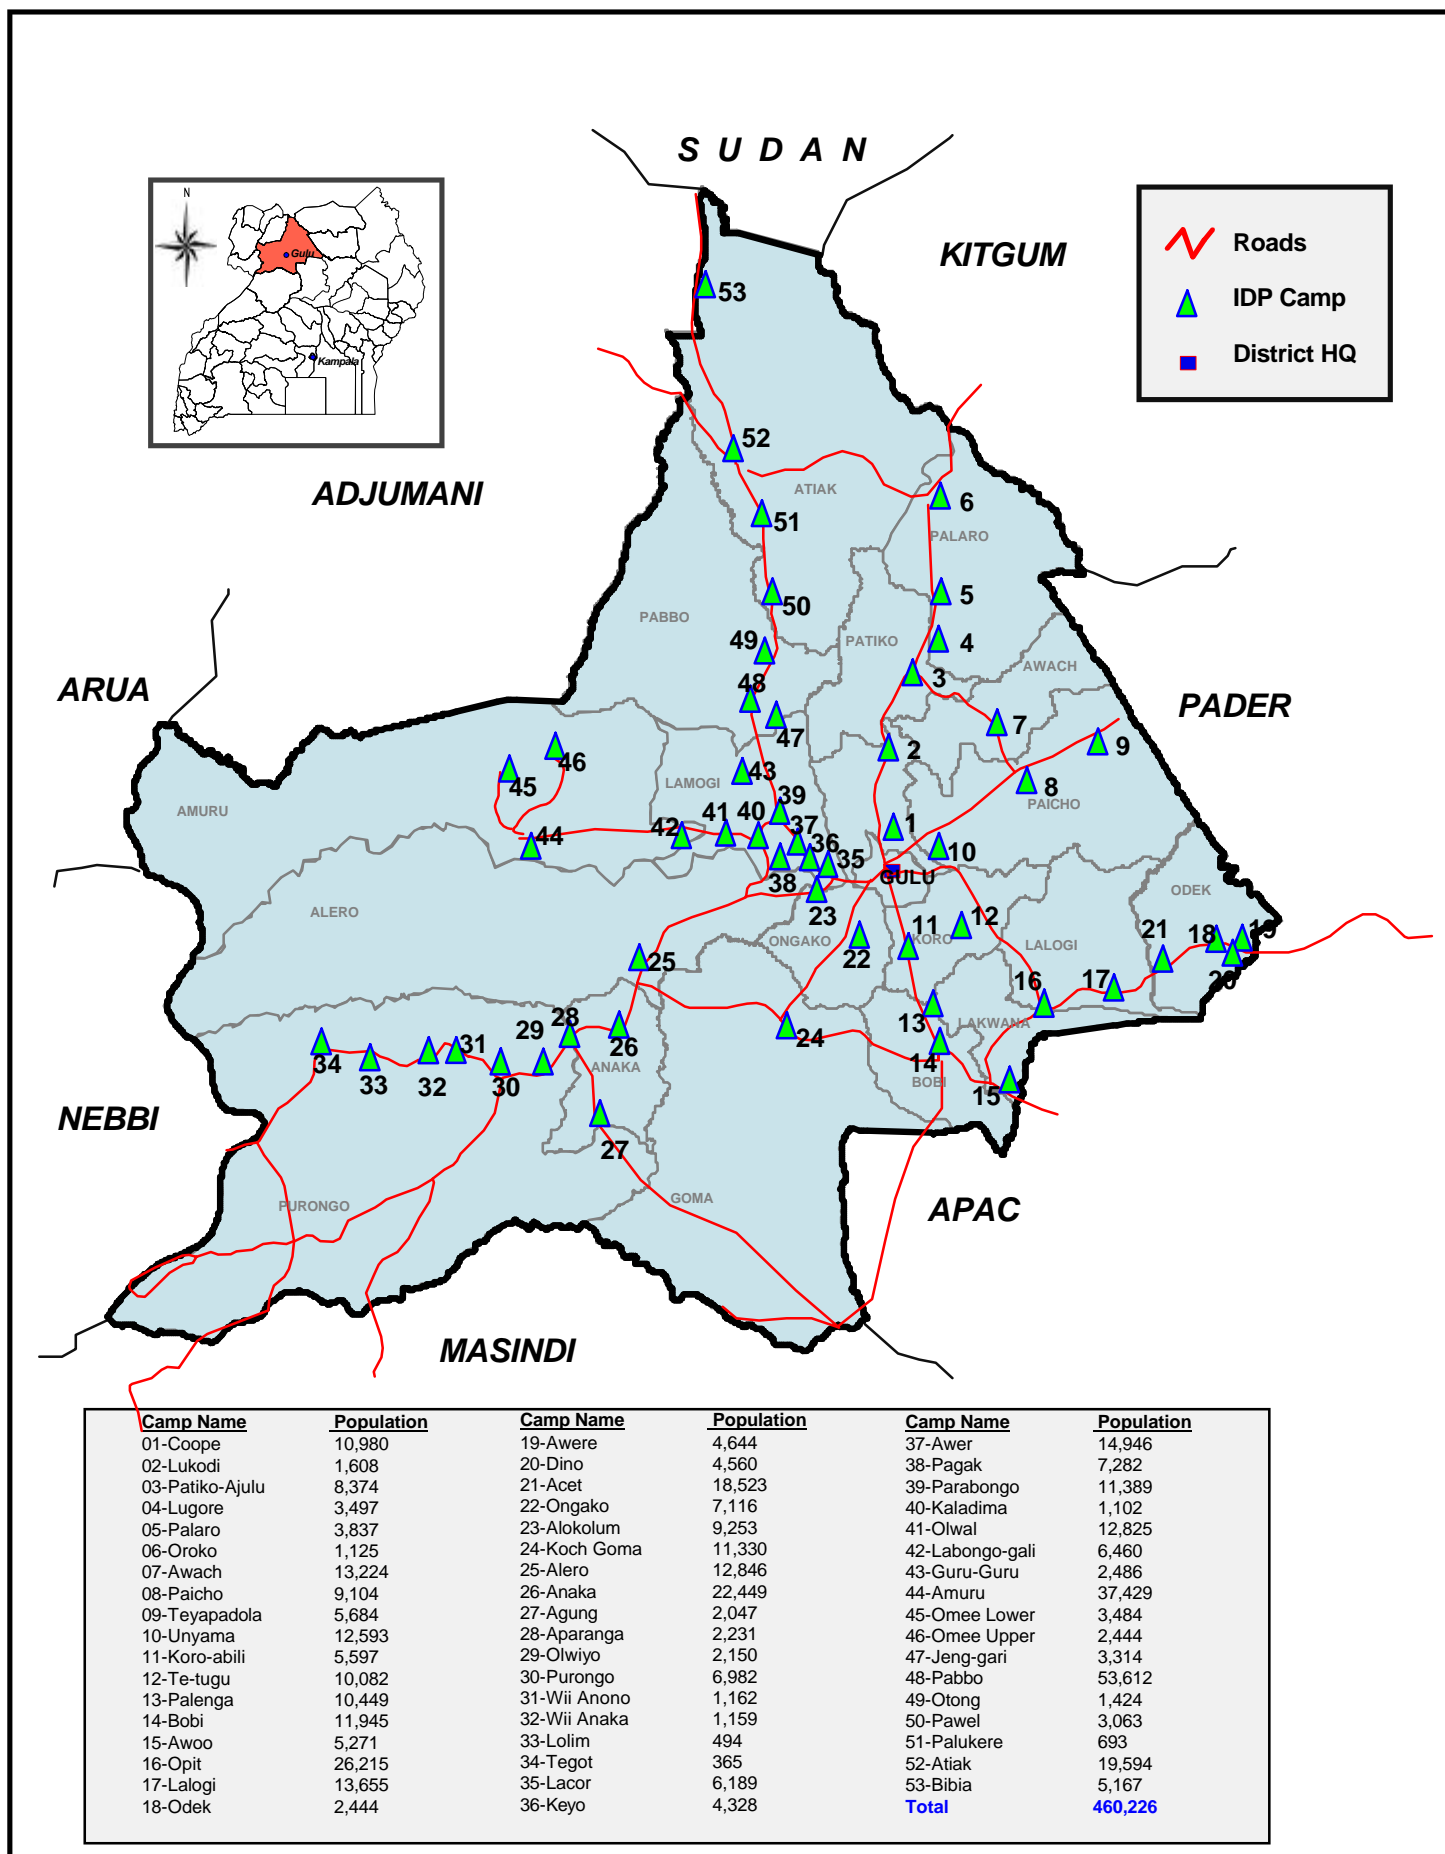 S U D A N
N
Gulu
Kampala
KITGUM
Roads
IDP Camp
District HQ
53
ADJUMANI
52
ATIAK
6
51
PALARO
50
5
PABBO
49
PATIKO
4
AWACH
ARUA
48
3
PADER
47
7
2
9
46
43
45
LAMOGI
8
PAICHO
AMURU
39
41
40
37
1
42
44
36
35
10
38
GULU
ODEK
23
ALERO
12
11
ONGAKO
KORO
22
LALOGI
21
18
19
25
20
17
16
13
LAKWANA
28
29
26
24
34
33
32
31
30
ANAKA
14
BOBI
15
NEBBI
27
PURONGO
GOMA
APAC
MASINDI
Camp Name Population Camp Name Population Camp Name Population
01-Coope 10,980 19-Awere 4,644 37-Awer 14,946
02-Lukodi 1,608 20-Dino 4,560 38-Pagak 7,282
03-Patiko-Ajulu 8,374 21-Acet 18,523 39-Parabongo 11,389
04-Lugore 3,497 22-Ongako 7,116 40-Kaladima 1,102
05-Palaro 3,837 23-Alokolum 9,253 41-Olwal 12,825
06-Oroko 1,125 24-Koch Goma 11,330 42-Labongo-gali 6,460
07-Awach 13,224 25-Alero 12,846 43-Guru-Guru 2,486
08-Paicho 9,104 26-Anaka 22,449 44-Amuru 37,429
09-Teyapadola 5,684 27-Agung 2,047 45-Omee Lower 3,484
10-Unyama 12,593 28-Aparanga 2,231 46-Omee Upper 2,444
11-Koro-abili 5,597 29-Olwiyo 2,150 47-Jeng-gari 3,314
12-Te-tugu 10,082 30-Purongo 6,982 48-Pabbo 53,612
13-Palenga 10,449 31-Wii Anono 1,162 49-Otong 1,424
14-Bobi 11,945 32-Wii Anaka 1,159 50-Pawel 3,063
15-Awoo 5,271 33-Lolim 494 51-Palukere 693
16-Opit 26,215 34-Tegot 365 52-Atiak 19,594
17-Lalogi 13,655 35-Lacor 6,189 53-Bibia 5,167
18-Odek 2,444 36-Keyo 4,328 Total 460,226